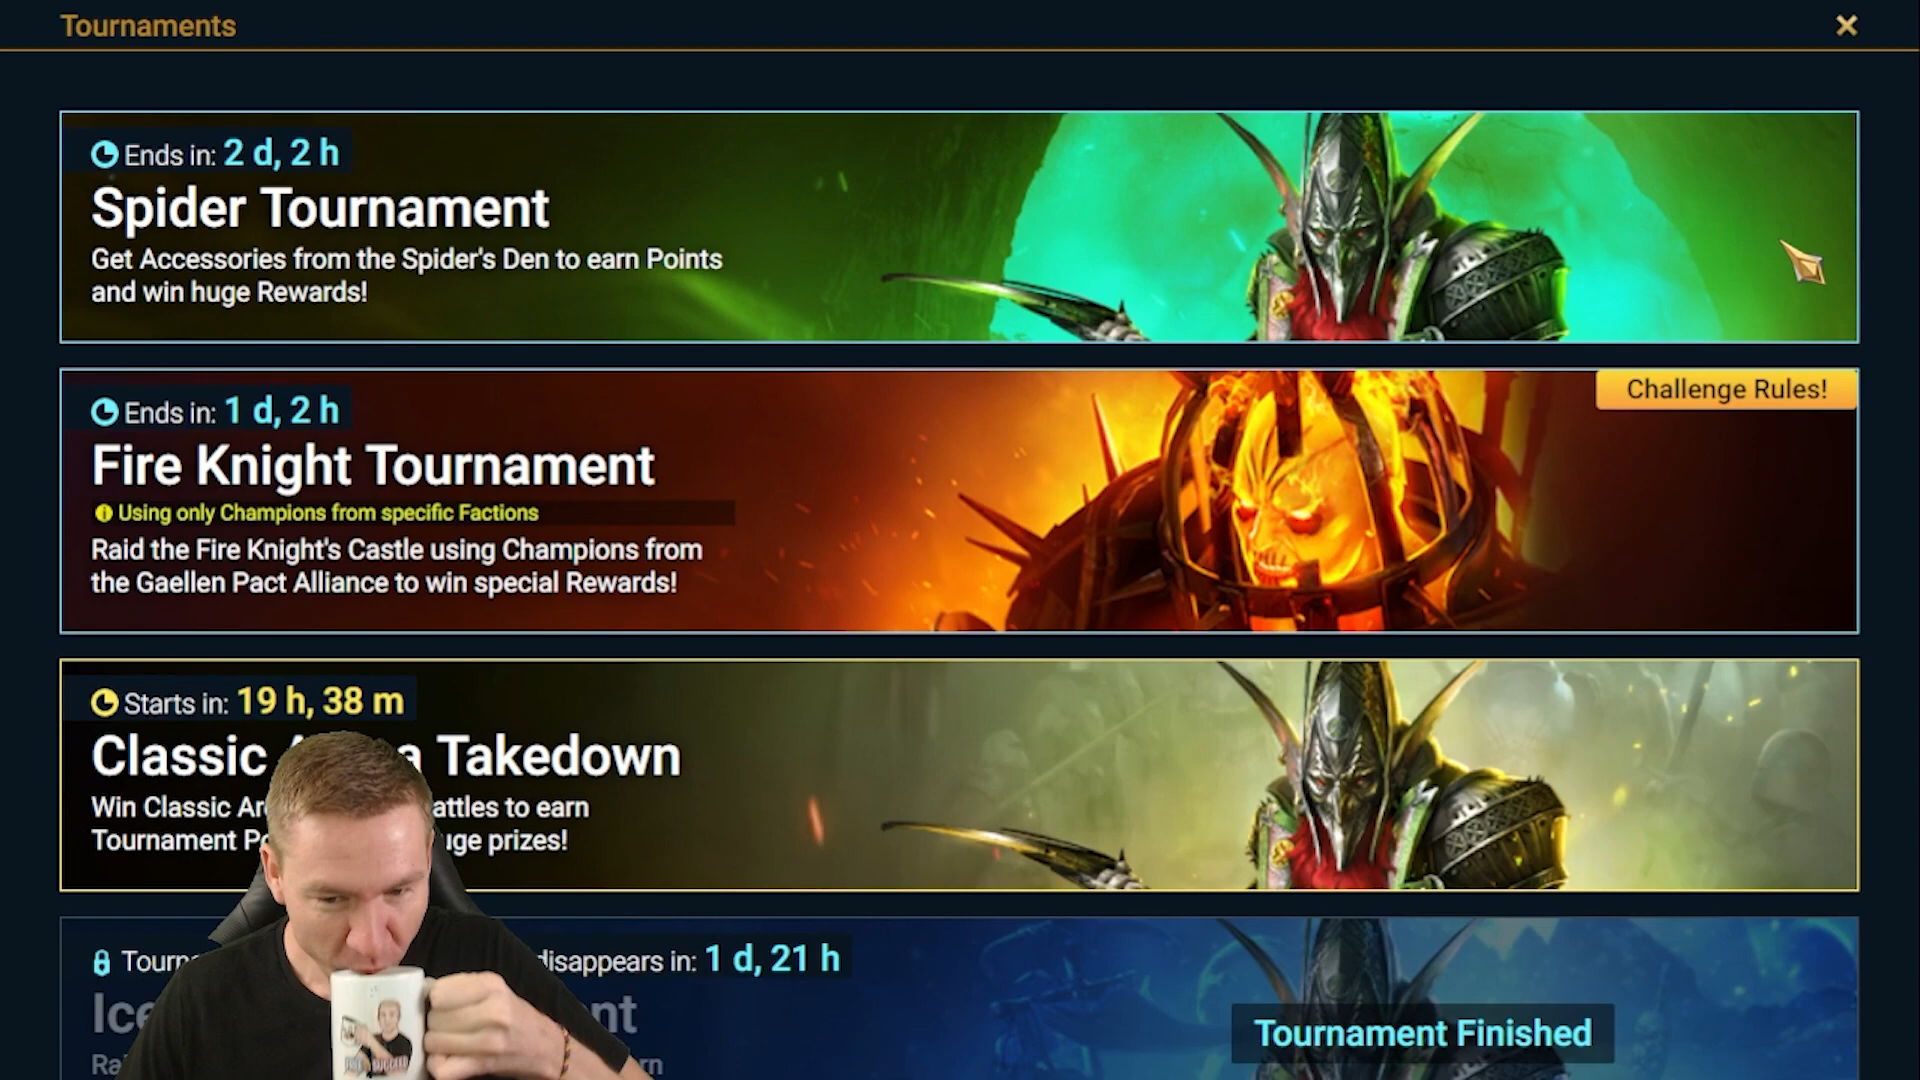 Tournaments
Ends in: 2 d, 2 h
Spider Tournament
Get Accessories from the Spider's Den to earn Points
and win huge Rewards!
Challenge Rules!
Ends in: 1 d, 2 h
Fire Knight Tournament
Using only Champions from specific Factions
Raid the Fire Knight's Castle using Champions from
the Gaellen Pact Alliance to win special Rewards!
Starts in: 19 h, 38 m
Classic Takedown
Win Classic to earn
Tournament prizes!
disappears in: 1 d, 21 h
Tournament Finished